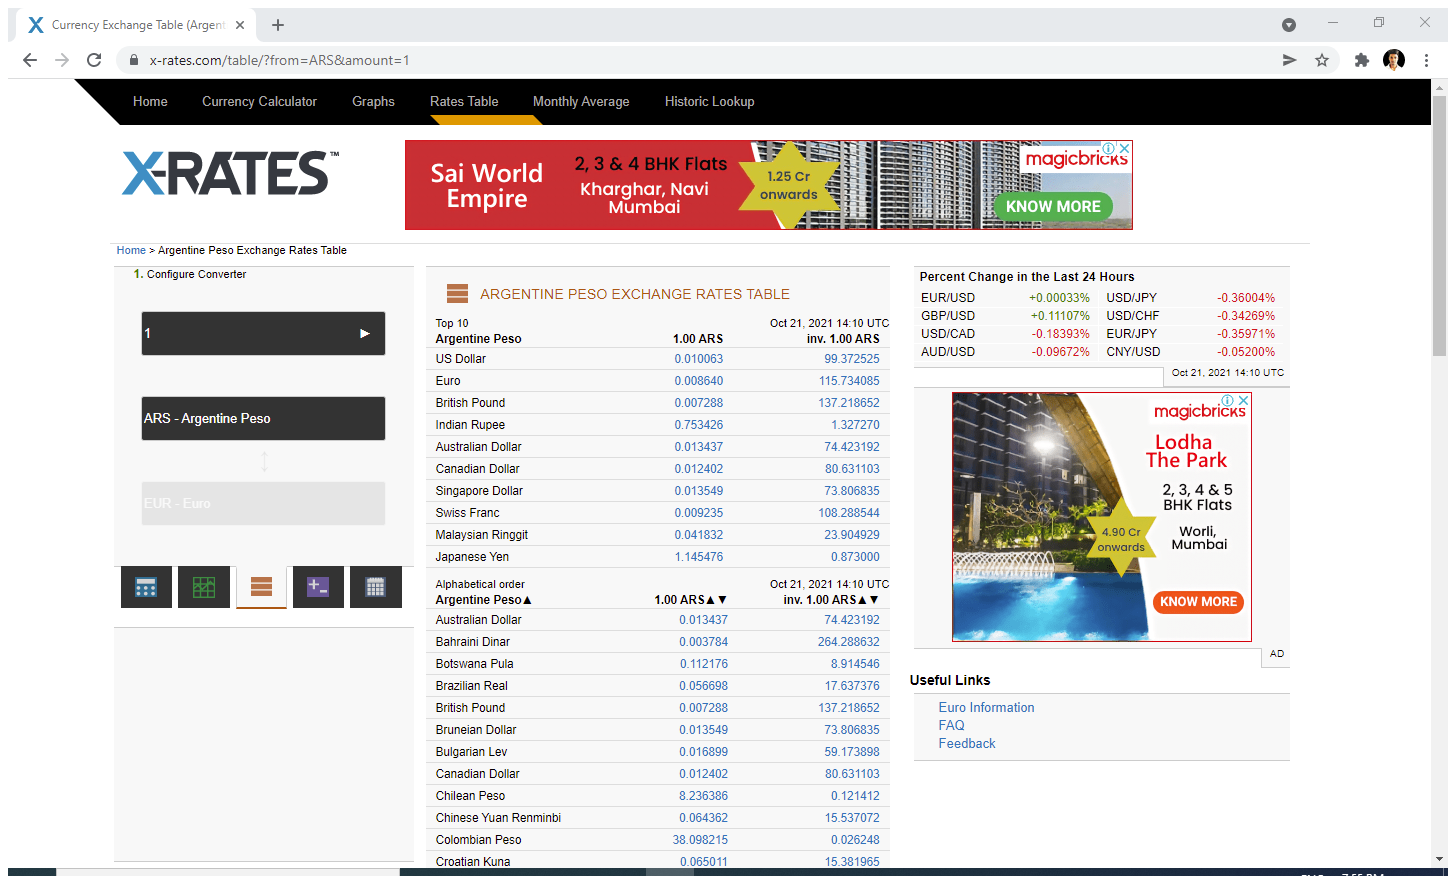 Currency Exchange Table (Argent
x-rates.com/table/?from=ARS&amount=1
Home Currency Calculator Graphs Rates Table Monthly Average Historic Lookup
X-RATES™
Sai World Empire
2, 3 & 4 BHK Flats
Kharghar, Navi Mumbai
1.25 Cr onwards
magicbricks
KNOW MORE
Home > Argentine Peso Exchange Rates Table
1. Configure Converter
1
ARS - Argentine Peso
EUR - Euro
ARGENTINE PESO EXCHANGE RATES TABLE
Top 10 Oct 21, 2021 14:10 UTC
Argentine Peso 1.00 ARS inv. 1.00 ARS
US Dollar 0.010063 99.372525
Euro 0.008640 115.734085
British Pound 0.007288 137.218652
Indian Rupee 0.753426 1.327270
Australian Dollar 0.013437 74.423192
Canadian Dollar 0.012402 80.631103
Singapore Dollar 0.013549 73.806835
Swiss Franc 0.009235 108.288544
Malaysian Ringgit 0.041832 23.904929
Japanese Yen 1.145476 0.873000
Alphabetical order Oct 21, 2021 14:10 UTC
Argentine Peso▲ 1.00 ARS▲▼ inv. 1.00 ARS▲▼
Australian Dollar 0.013437 74.423192
Bahraini Dinar 0.003784 264.288632
Botswana Pula 0.112176 8.914546
Brazilian Real 0.056698 17.637376
British Pound 0.007288 137.218652
Bruneian Dollar 0.013549 73.806835
Bulgarian Lev 0.016899 59.173898
Canadian Dollar 0.012402 80.631103
Chilean Peso 8.236386 0.121412
Chinese Yuan Renminbi 0.064362 15.537072
Colombian Peso 38.098215 0.026248
Croatian Kuna 0.065011 15.381965
Percent Change in the Last 24 Hours
EUR/USD +0.00033% USD/JPY -0.36004%
GBP/USD +0.11107% USD/CHF -0.34269%
USD/CAD -0.18393% EUR/JPY -0.35971%
AUD/USD -0.09672% CNY/USD -0.05200%
Oct 21, 2021 14:10 UTC
magicbricks
Lodha
The Park
2, 3, 4 & 5
BHK Flats
Worli,
Mumbai
4.90 Cr
onwards
KNOW MORE
AD
Useful Links
Euro Information
FAQ
Feedback